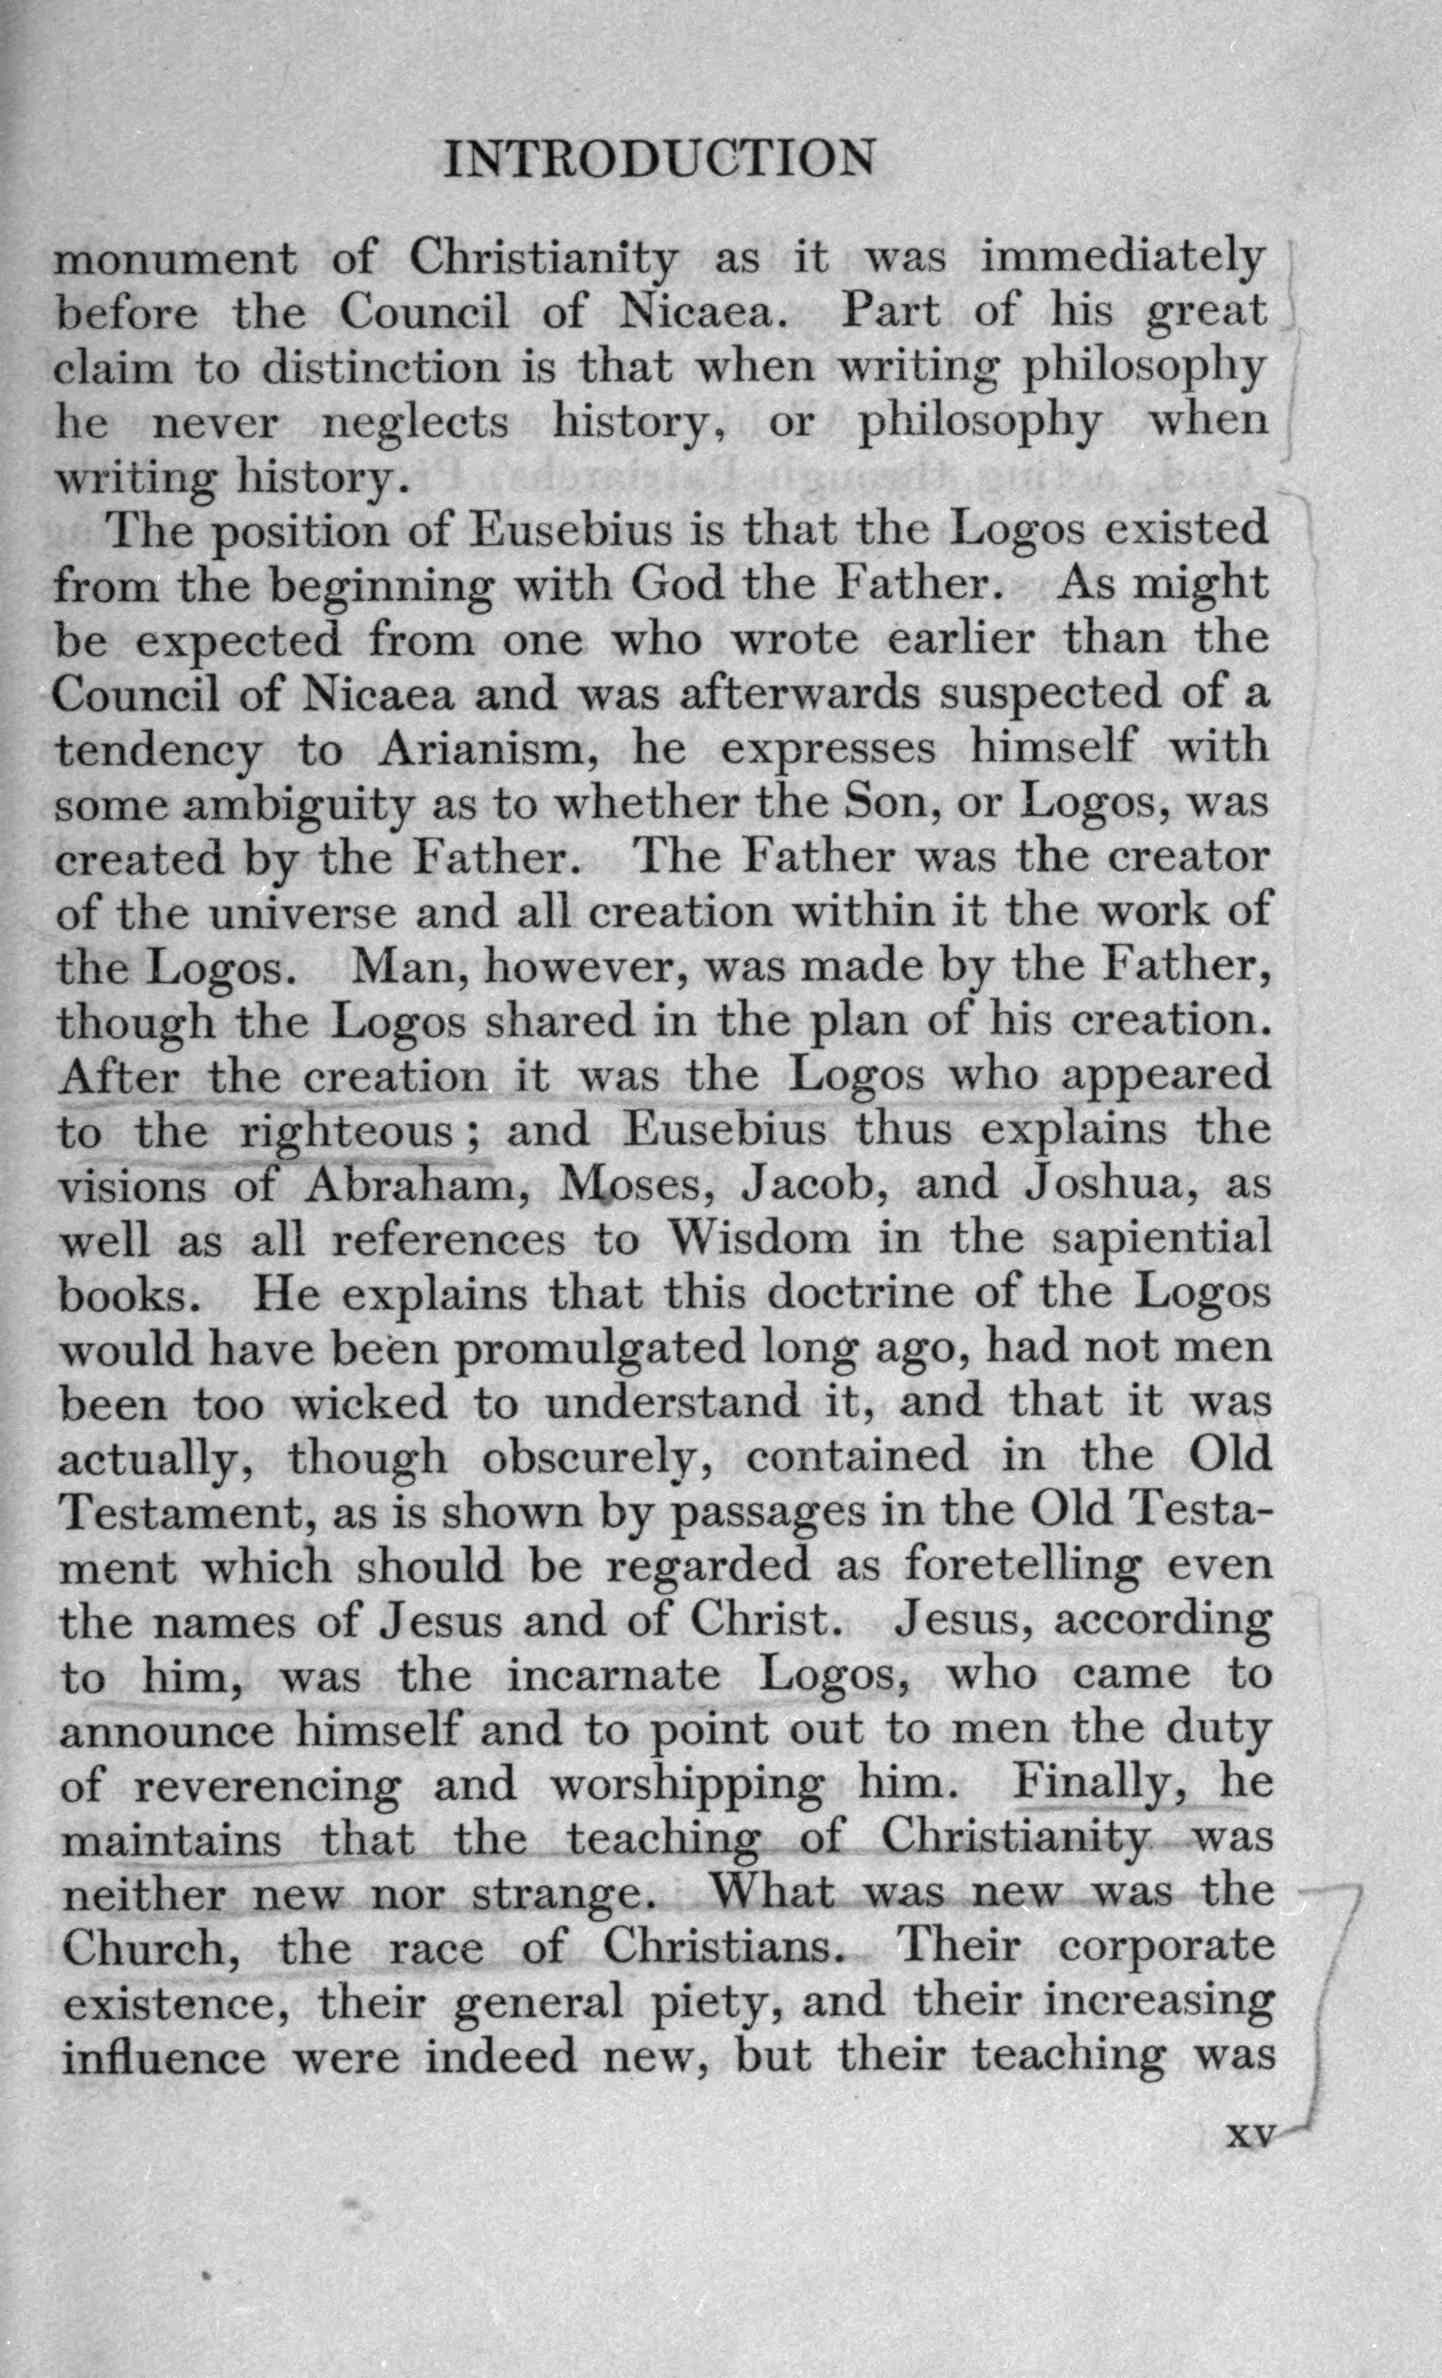 INTRODUCTION
monument of Christianity as it was immediately
before the Council of Nicaea. Part of his great
claim to distinction is that when writing philosophy
he never neglects history, or philosophy when
writing history.
The position of Eusebius is that the Logos existed
from the beginning with God the Father. As might
be expected from one who wrote earlier than the
Council of Nicaea and was afterwards suspected of a
tendency to Arianism, he expresses himself with
some ambiguity as to whether the Son, or Logos, was
created by the Father. The Father was the creator
of the universe and all creation within it the work of
the Logos. Man, however, was made by the Father,
though the Logos shared in the plan of his creation.
After the creation it was the Logos who appeared
to the righteous ; and Eusebius thus explains the
visions of Abraham, Moses, Jacob, and Joshua, as
well as all references to Wisdom in the sapiential
books. He explains that this doctrine of the Logos
would have been promulgated long ago, had not men
been too wicked to understand it, and that it was
actually, though obscurely, contained in the Old
Testament, as is shown by passages in the Old Testa-
ment which should be regarded as foretelling even
the names of Jesus and of Christ. Jesus, according
to him, was the incarnate Logos, who came to
announce himself and to point out to men the duty
of reverencing and worshipping him. Finally, he
maintains that the teaching of Christianity was
neither new nor strange. What was new was the
Church, the race of Christians. Their corporate
existence, their general piety, and their increasing
influence were indeed new, but their teaching was
xv